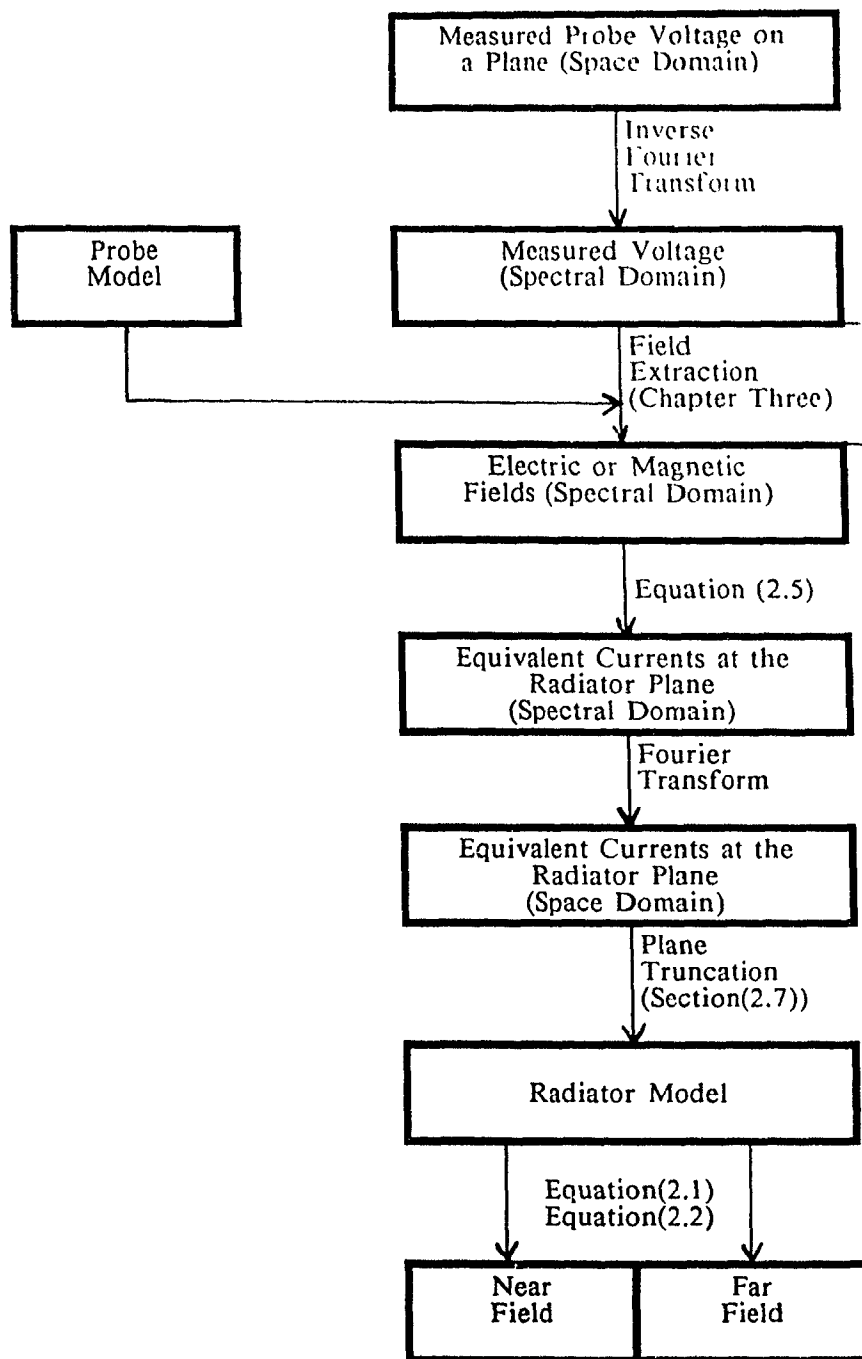 Measured Probe Voltage on
a Plane (Space Domain)
Inverse
Fourier
Transform
Probe
Model
Measured Voltage
(Spectral Domain)
Field
Extraction
(Chapter Three)
Electric or Magnetic
Fields (Spectral Domain)
Equation (2.5)
Equivalent Currents at the
Radiator Plane
(Spectral Domain)
Fourier
Transform
Equivalent Currents at the
Radiator Plane
(Space Domain)
Plane
Truncation
(Section(2.7))
Radiator Model
Equation(2.1)
Equation(2.2)
Near
Field
Far
Field